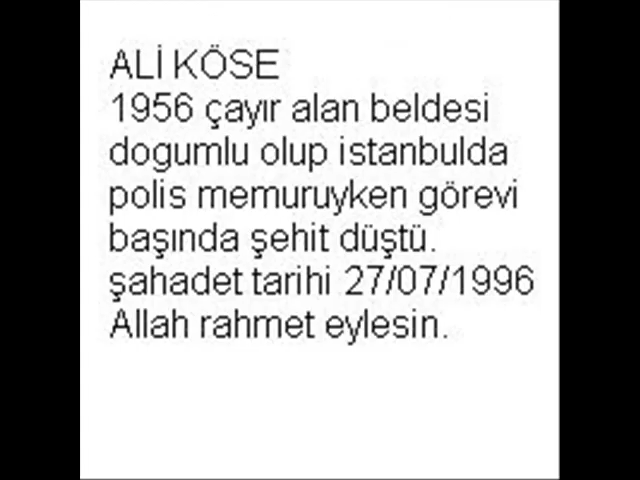 ALİ KÖSE
1956 çayır alan beldesi
dogumlu olup istanbulda
polis memuruyken görevi
başında şehit düştü.
şahadet tarihi 27/07/1996
Allah rahmet eylesin.